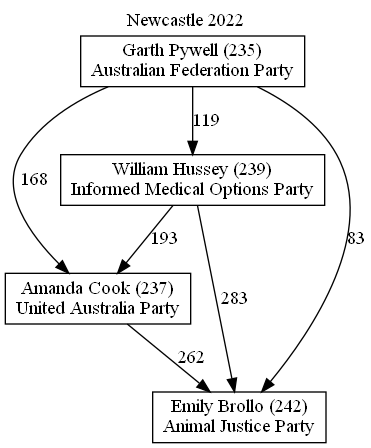 Newcastle 2022
Garth Pywell (235)
Australian Federation Party
119
William Hussey (239)
Informed Medical Options Party
168
83
193
Amanda Cook (237)
United Australia Party
283
262
Emily Brollo (242)
Animal Justice Party